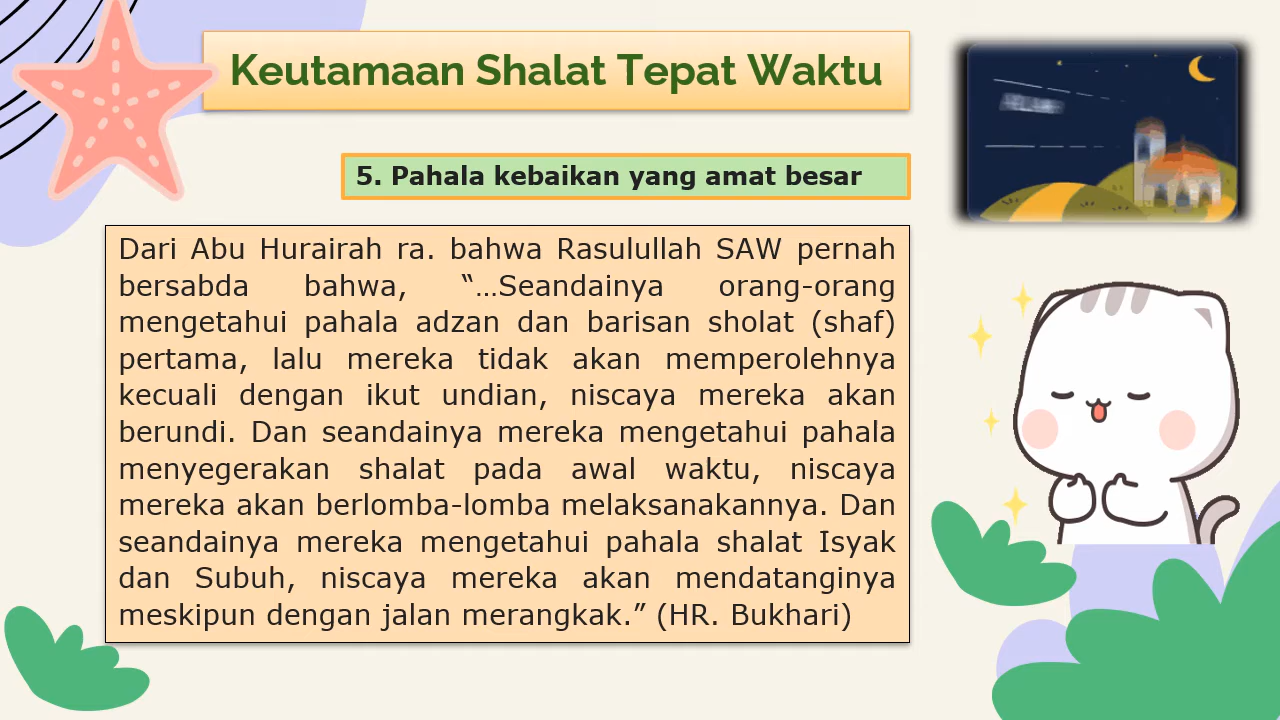 Keutamaan Shalat Tepat Waktu
5. Pahala kebaikan yang amat besar
Dari Abu Hurairah ra. bahwa Rasulullah SAW pernah
bersabda bahwa, “…Seandainya orang-orang
mengetahui pahala adzan dan barisan sholat (shaf)
pertama, lalu mereka tidak akan memperolehnya
kecuali dengan ikut undian, niscaya mereka akan
berundi. Dan seandainya mereka mengetahui pahala
menyegerakan shalat pada awal waktu, niscaya
mereka akan berlomba-lomba melaksanakannya. Dan
seandainya mereka mengetahui pahala shalat Isyak
dan Subuh, niscaya mereka akan mendatanginya
meskipun dengan jalan merangkak.” (HR. Bukhari)